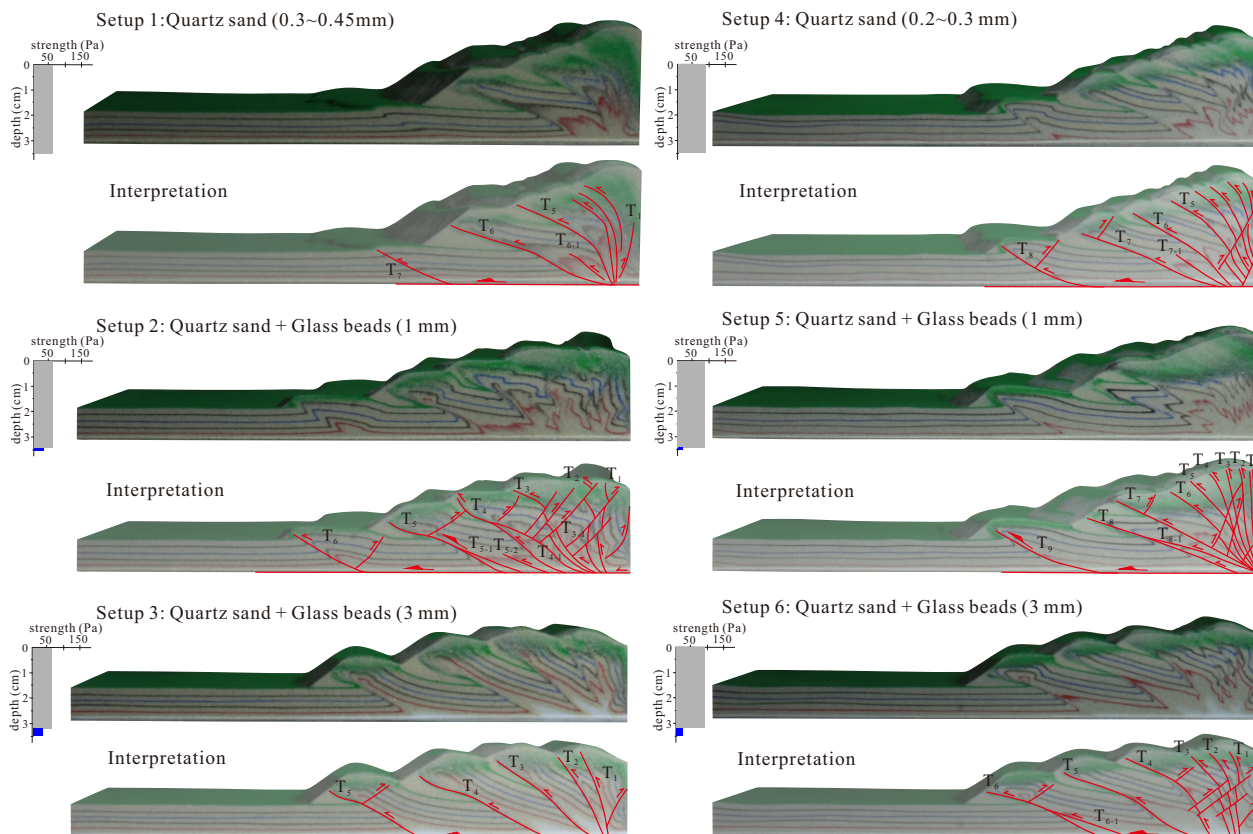 Setup 1:Quartz sand (0.3~0.45mm)
strength (Pa)
50 150
0
1
2
3
depth (cm)
Interpretation
T5
T1
T6
T6-1
T7
Setup 4: Quartz sand (0.2~0.3 mm)
strength (Pa)
50 150
0
1
2
3
depth (cm)
Interpretation
T5
T6
T7
T7-1
T8
Setup 2: Quartz sand + Glass beads (1 mm)
strength (Pa)
50 150
0
1
2
3
depth (cm)
Interpretation
T2
T1
T3
T4
T5
T3-1
T6
T5-1
T5-2
T4-1
Setup 5: Quartz sand + Glass beads (1 mm)
strength (Pa)
50 150
0
1
2
3
depth (cm)
Interpretation
T5
T4
T3
T2
T7
T6
T8
T8-1
T9
Setup 3: Quartz sand + Glass beads (3 mm)
strength (Pa)
50 150
0
1
2
3
depth (cm)
Interpretation
T3
T2
T1
T5
T4
Setup 6: Quartz sand + Glass beads (3 mm)
strength (Pa)
50 150
0
1
2
3
depth (cm)
Interpretation
T3
T2
T1
T4
T5
T6
T6-1